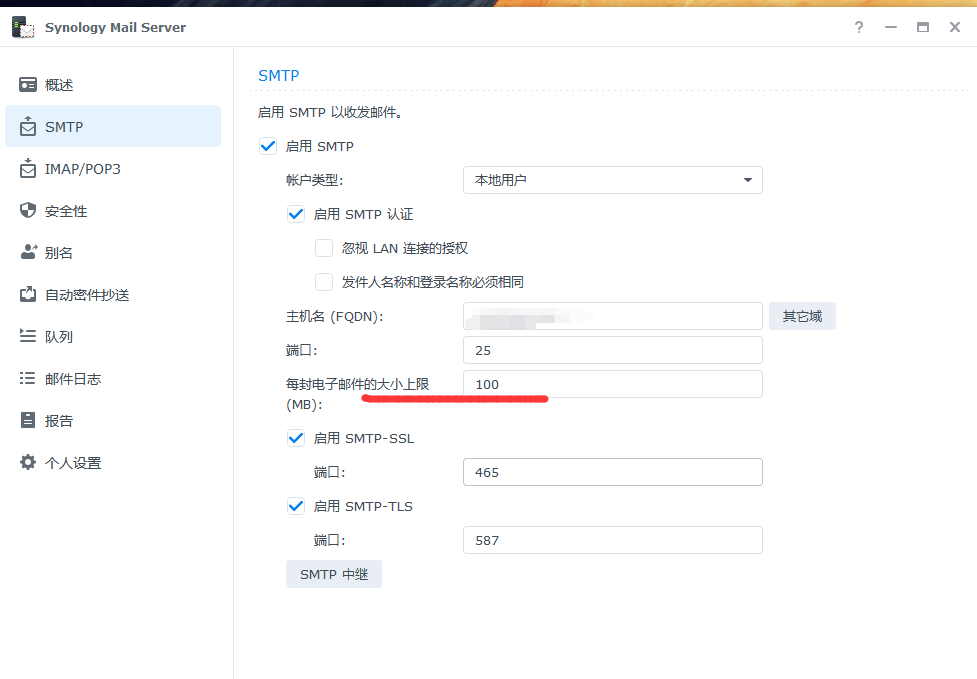 Synology Mail Server
概述
SMTP
IMAP/POP3
安全性
别名
自动密件抄送
队列
邮件日志
报告
个人设置
SMTP
启用 SMTP 以收发邮件。
启用 SMTP
帐户类型: 本地用户
启用 SMTP 认证
忽视 LAN 连接的授权
发件人名称和登录名称必须相同
主机名 (FQDN): 其它域
端口: 25
每封电子邮件的大小上限 100
(MB):
启用 SMTP-SSL
端口: 465
启用 SMTP-TLS
端口: 587
SMTP 中继